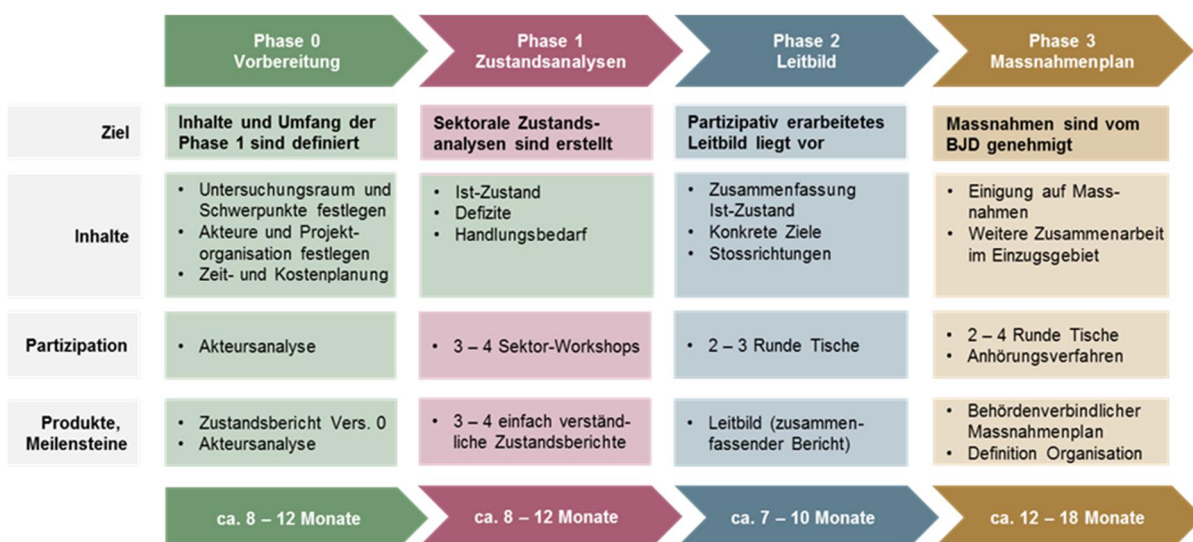 Phase 0
Vorbereitung
Phase 1
Zustandsanalysen
Phase 2
Leitbild
Phase 3
Massnahmenplan
Ziel
Inhalte und Umfang der
Phase 1 sind definiert
Sektorale Zustands-
analysen sind erstellt
Partizipativ erarbeitetes
Leitbild liegt vor
Massnahmen sind vom
BJD genehmigt
Inhalte
• Untersuchungsraum und
Schwerpunkte festlegen
• Akteure und Projekt-
organisation festlegen
• Zeit- und Kostenplanung
• Ist-Zustand
• Defizite
• Handlungsbedarf
• Zusammenfassung
Ist-Zustand
• Konkrete Ziele
• Stossrichtungen
• Einigung auf Mass-
nahmen
• Weitere Zusammenarbeit
im Einzugsgebiet
Partizipation
• Akteursanalyse
• 3 – 4 Sektor-Workshops
• 2 – 3 Runde Tische
• 2 – 4 Runde Tische
• Anhörungsverfahren
Produkte,
Meilensteine
• Zustandsbericht Vers. 0
• Akteursanalyse
• 3 – 4 einfach verständ-
liche Zustandsberichte
• Leitbild (zusammen-
fassender Bericht)
• Behördenverbindlicher
Massnahmenplan
• Definition Organisation
ca. 8 – 12 Monate
ca. 8 – 12 Monate
ca. 7 – 10 Monate
ca. 12 – 18 Monate